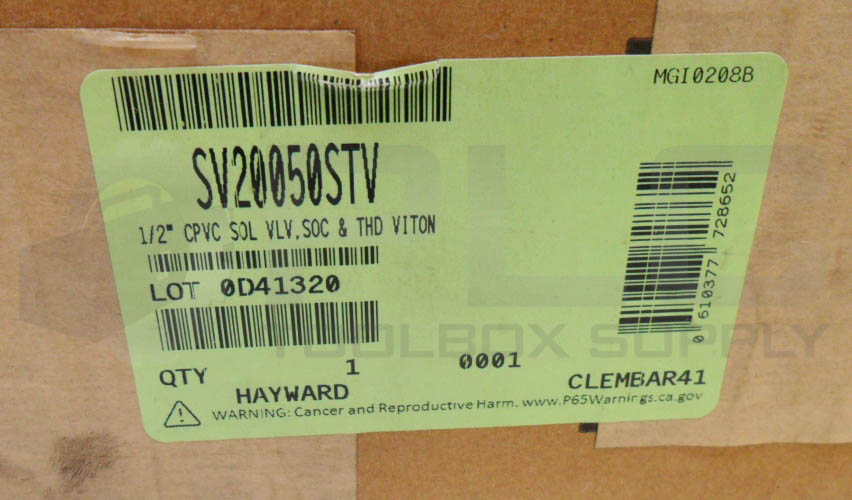 MGI0208B
SV20050STV
1/2" CPVC SOL VLV,SOC & THD VITON
LOT 0D41320
QTY 1 0001
HAYWARD CLEMBAR41
WARNING: Cancer and Reproductive Harm. www.P65Warnings.ca.gov
0 610377 728652
PLC
TOOLBOX SUPPLY